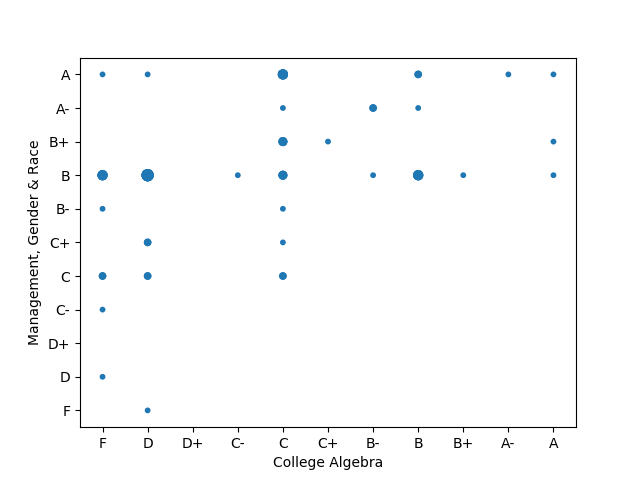 Management, Gender & Race
A
A-
B+
B
B-
C+
C
C-
D+
D
F
F D D+ C- C C+ B- B B+ A- A
College Algebra